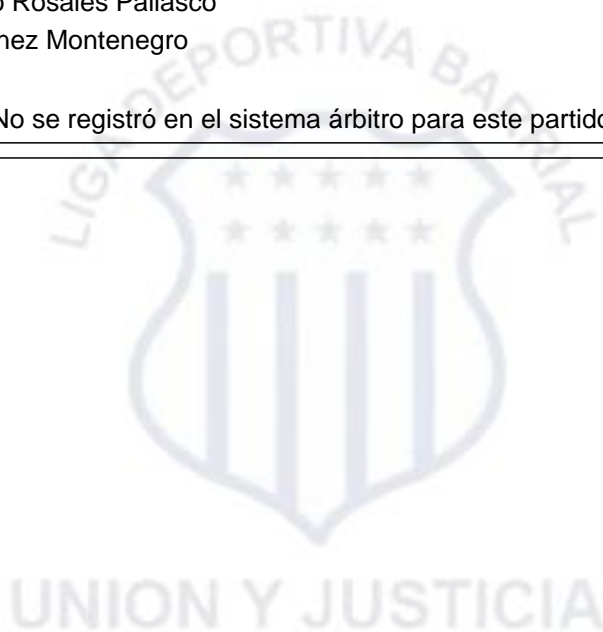 Rosales Pallasco
nez Montenegro
No se registró en el sistema árbitro para este partido
LIGA DEPORTIVA BARRIAL
UNION Y JUSTICIA